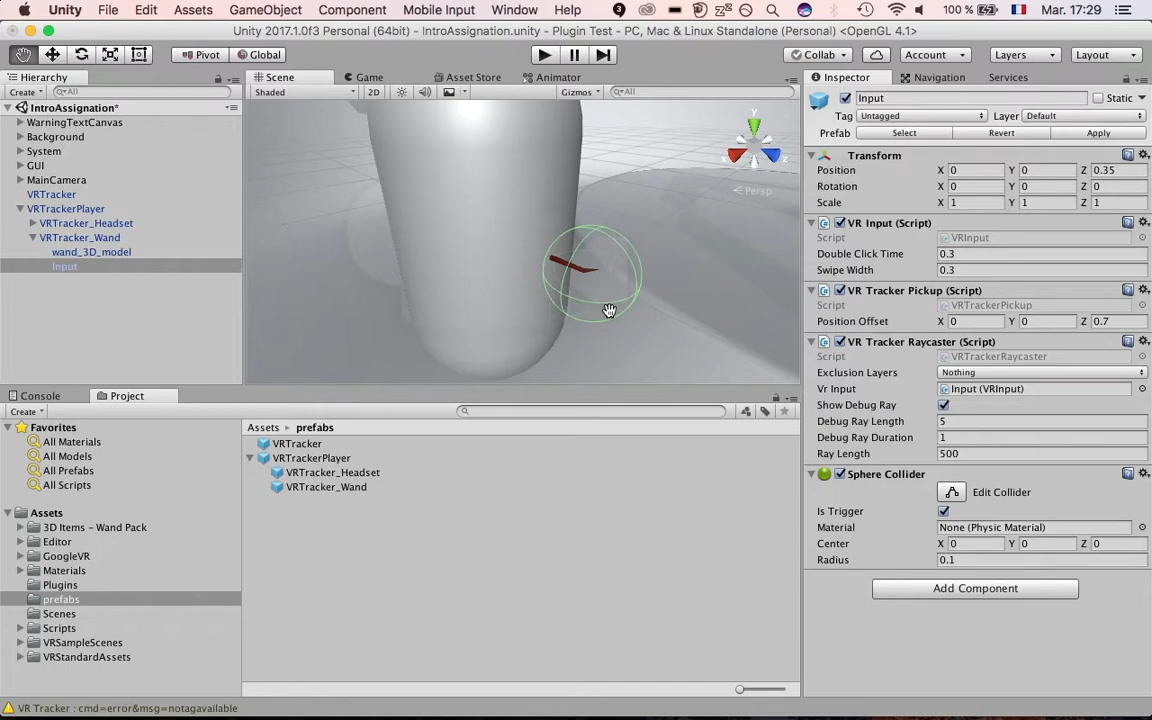 Unity File Edit Assets GameObject Component Mobile Input Window Help 100 % Mar. 17:29
Unity 2017.1.0f3 Personal (64bit) - IntroAssignation.unity - Plugin Test - PC, Mac & Linux Standalone (Personal) <OpenGL 4.1>
Pivot Global Collab Account Layers Layout
Hierarchy Scene Game Asset Store Animator Inspector Navigation Services
Create All Shaded 2D Gizmos All Input Static
IntroAssignation* Tag Untagged Layer Default
WarningTextCanvas Prefab Select Revert Apply
Background
System Transform
GUI Position X 0 Y 0 Z 0.35
MainCamera Rotation X 0 Y 0 Z 0
VRTracker Scale X 1 Y 1 Z 1
VRTrackerPlayer
VRTracker_Headset VR Input (Script)
VRTracker_Wand Script VRInput
wand_3D_model Double Click Time 0.3
Input Swipe Width 0.3
y
x
z
Persp
VR Tracker Pickup (Script)
Script VRTrackerPickup
Position Offset X 0 Y 0 Z 0.7
VR Tracker Raycaster (Script)
Script VRTrackerRaycaster
Exclusion Layers Nothing
Vr Input Input (VRInput)
Show Debug Ray
Debug Ray Length 5
Debug Ray Duration 1
Ray Length 500
Sphere Collider
Edit Collider
Is Trigger
Material None (Physic Material)
Center X 0 Y 0 Z 0
Radius 0.1
Add Component
Console Project
Create
Favorites
All Materials
All Models
All Prefabs
All Scripts
Assets
3D Items - Wand Pack
Editor
GoogleVR
Materials
Plugins
prefabs
Scenes
Scripts
VRSampleScenes
VRStandardAssets
Assets prefabs
VRTracker
VRTrackerPlayer
VRTracker_Headset
VRTracker_Wand
VR Tracker : cmd=error&msg=notagavailable